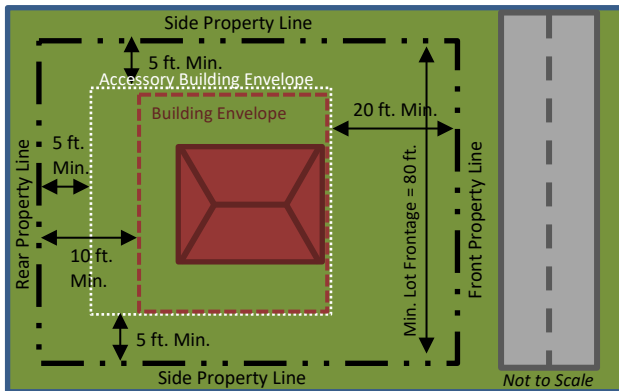 Side Property Line
5 ft. Min.
Accessory Building Envelope
Building Envelope
20 ft. Min.
5 ft.
Min.
Rear Property Line
Min. Lot Frontage = 80 ft.
Front Property Line
10 ft.
Min.
5 ft. Min.
Side Property Line
Not to Scale